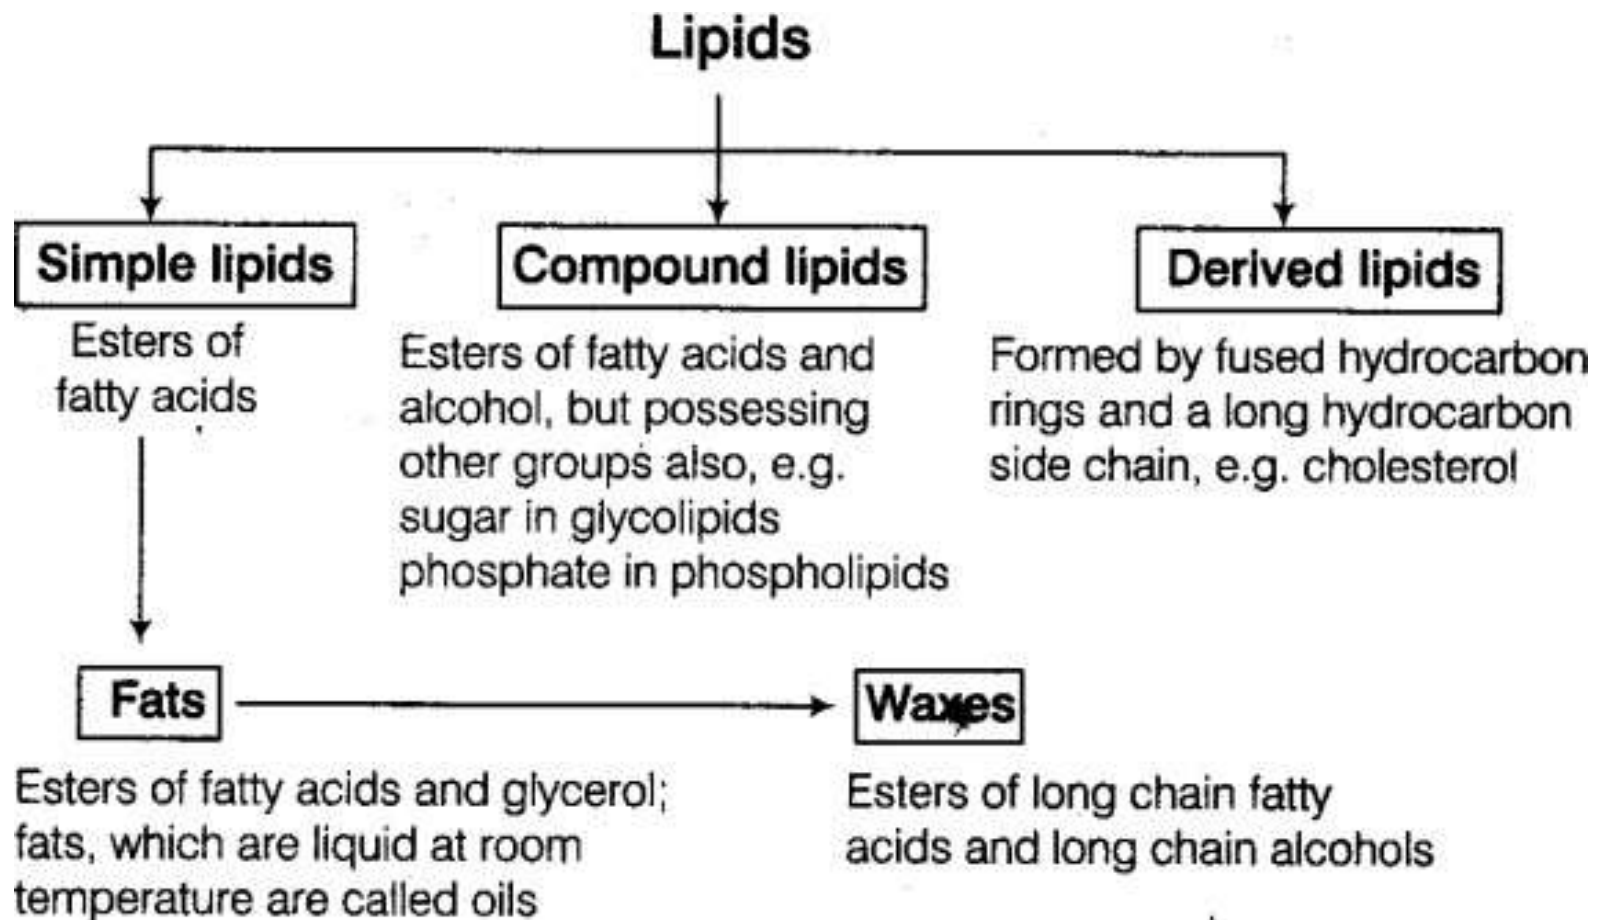 Lipids
Simple lipids
Esters of
fatty acids
Compound lipids
Esters of fatty acids and
alcohol, but possessing
other groups also, e.g.
sugar in glycolipids
phosphate in phospholipids
Derived lipids
Formed by fused hydrocarbon
rings and a long hydrocarbon
side chain, e.g. cholesterol
Fats
Esters of fatty acids and glycerol;
fats, which are liquid at room
temperature are called oils
Waxes
Esters of long chain fatty
acids and long chain alcohols